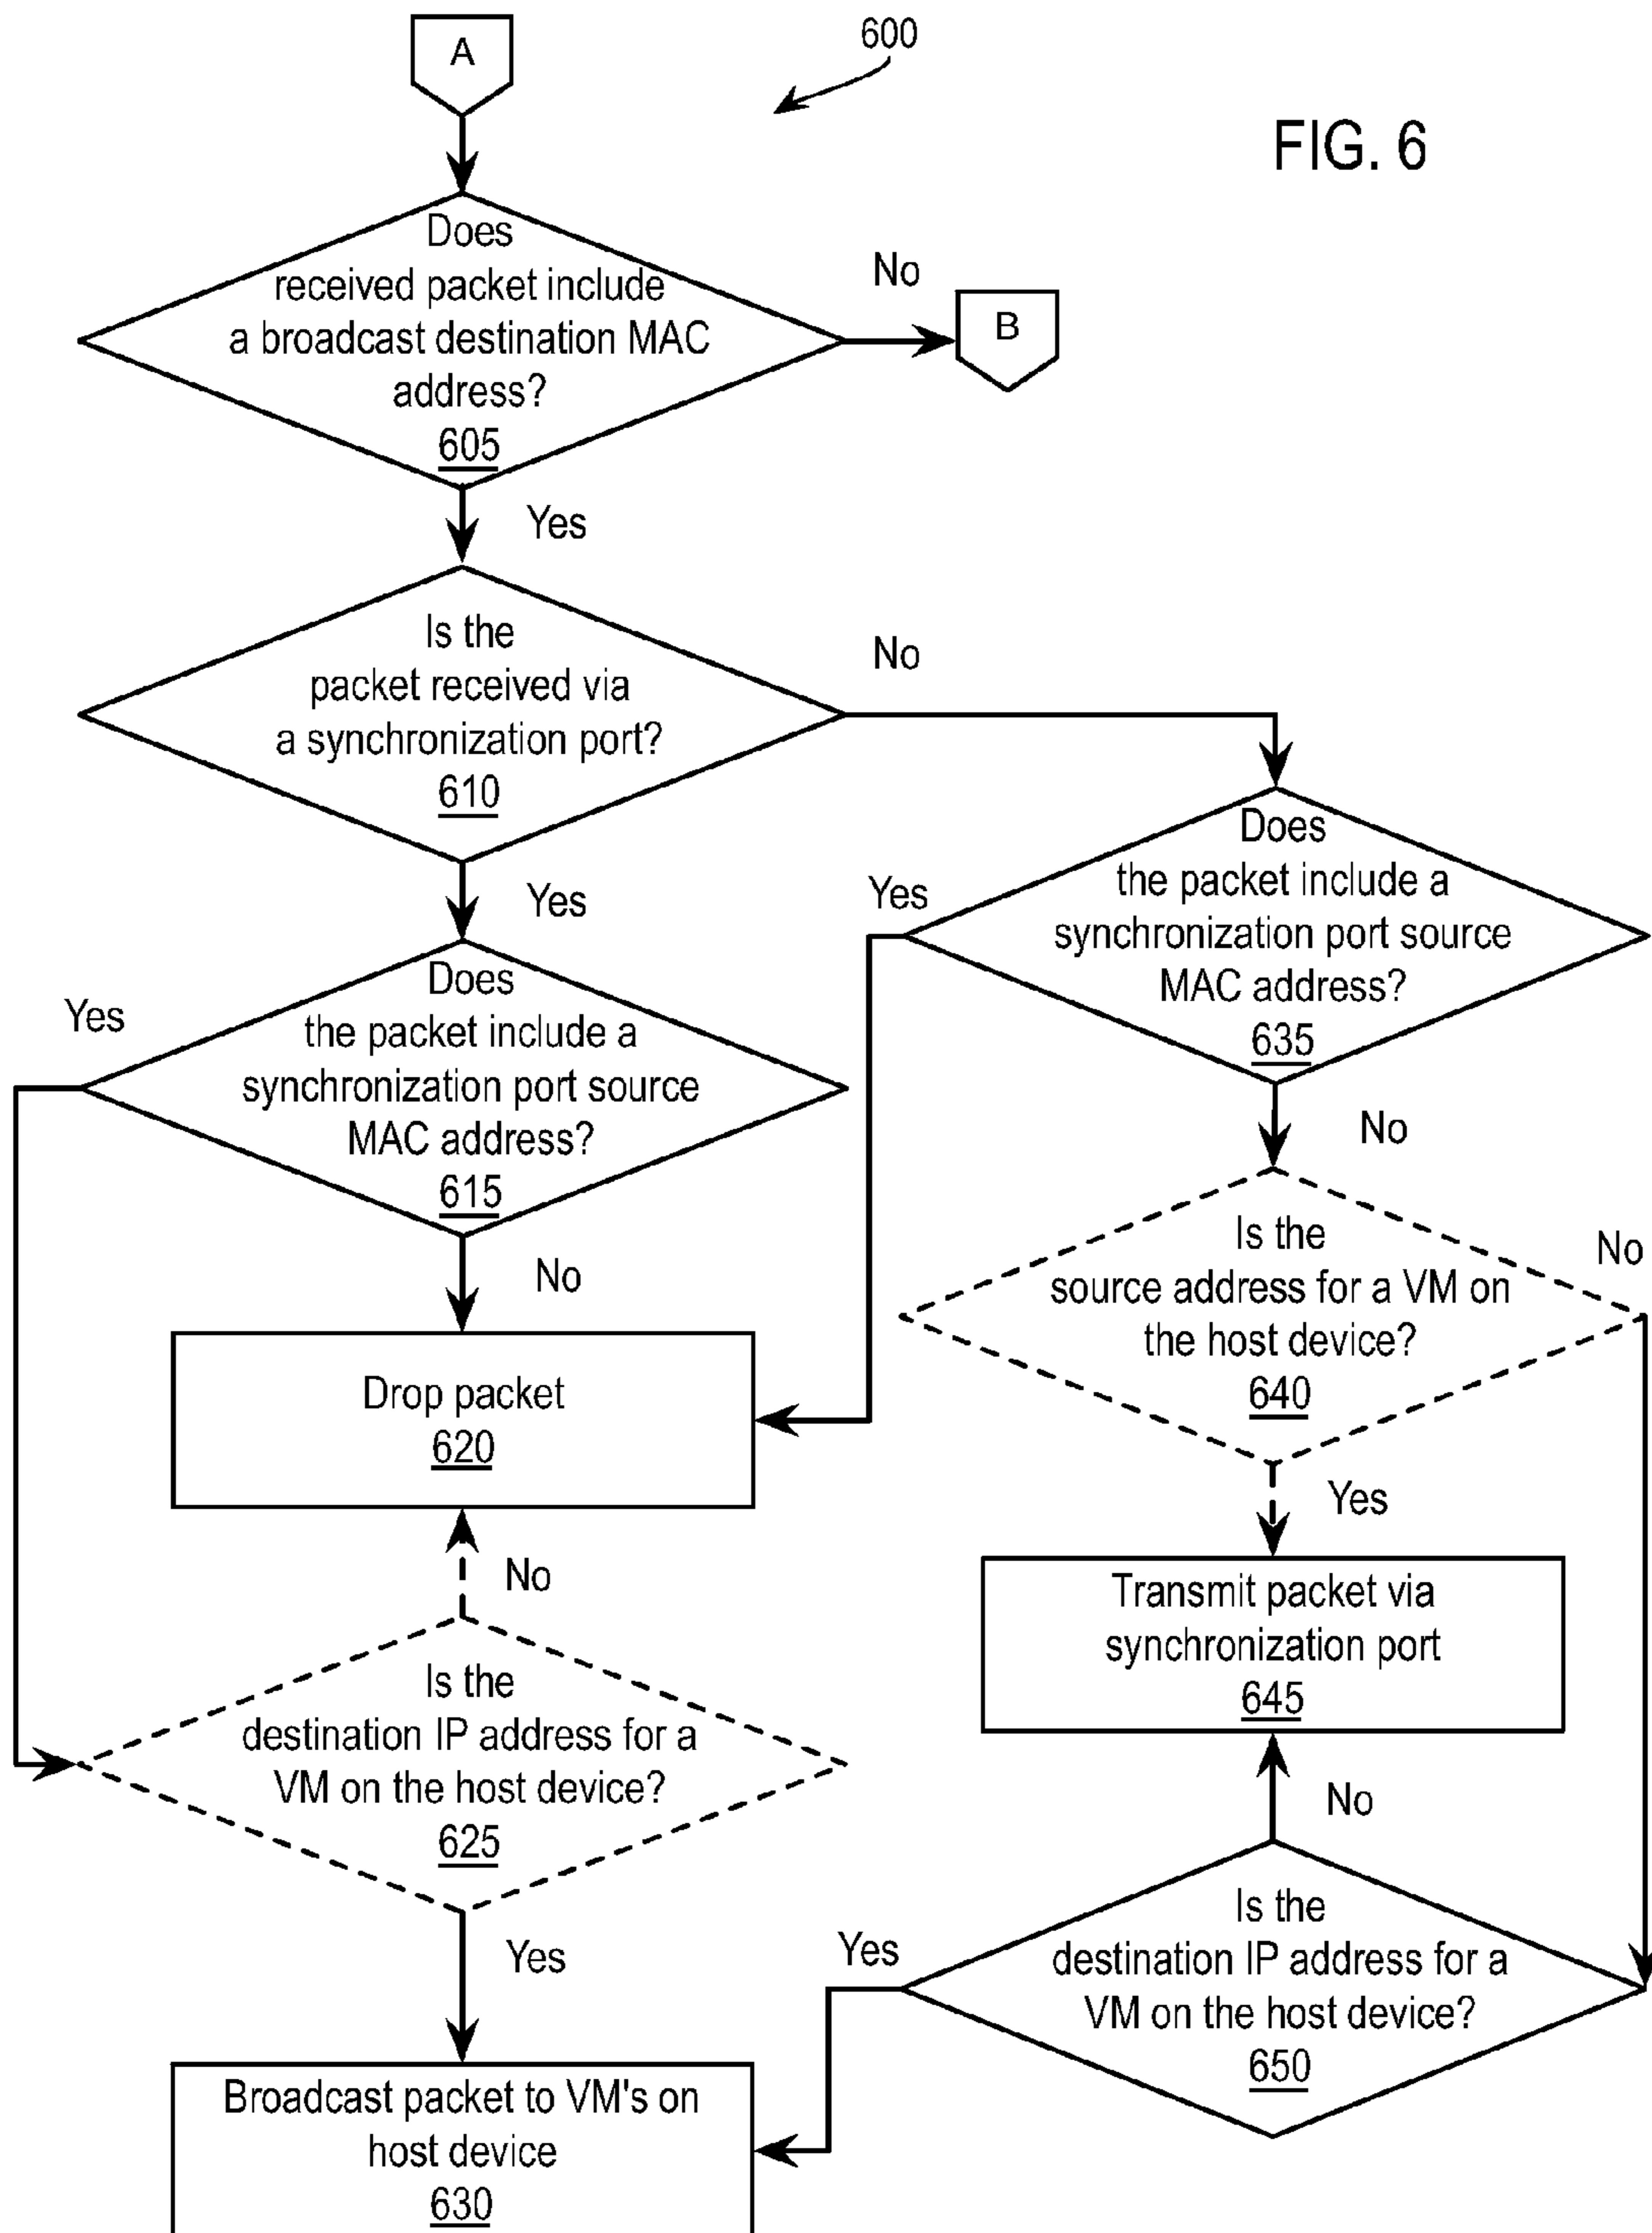 A
600
FIG. 6
Does
received packet include
a broadcast destination MAC
address?
605
No
B
Yes
Is the
packet received via
a synchronization port?
610
No
Yes
Does
the packet include a
synchronization port source
MAC address?
615
Yes
No
Does
the packet include a
synchronization port source
MAC address?
635
Yes
No
Drop packet
620
Is the
source address for a VM on
the host device?
640
No
Yes
No
Transmit packet via
synchronization port
645
Is the
destination IP address for a
VM on the host device?
625
Yes
No
Is the
destination IP address for a
VM on the host device?
650
Yes
Broadcast packet to VM's on
host device
630